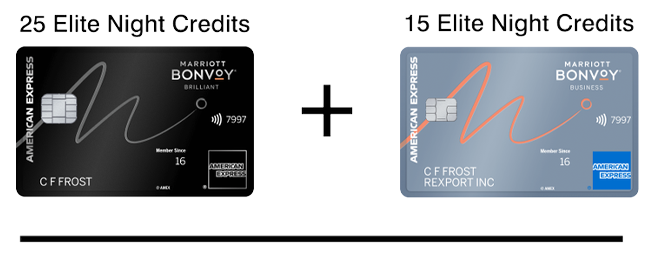 25 Elite Night Credits
15 Elite Night Credits
AMERICAN EXPRESS
MARRIOTT
BONVOY
BRILLIANT
7997
Member Since
16
C F FROST
© AMEX
AMERICAN
EXPRESS
+
AMERICAN EXPRESS
MARRIOTT
BONVOY
BUSINESS
7997
Member Since
16
C F FROST
REXPORT INC
© AMEX
AMERICAN
EXPRESS